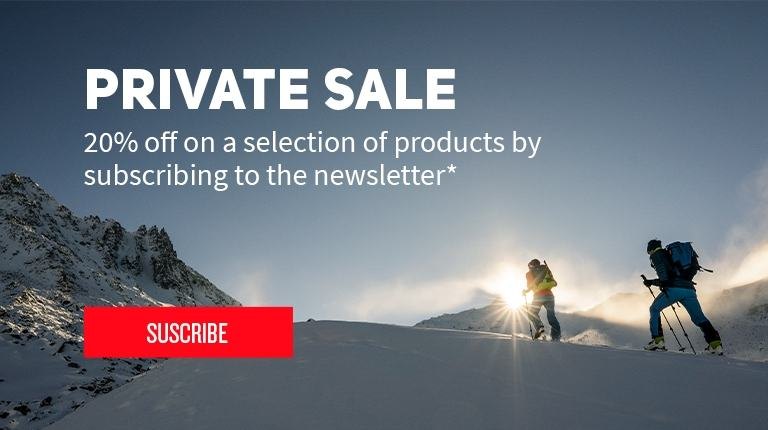 PRIVATE SALE
20% off on a selection of products by
subscribing to the newsletter*
SUSCRIBE